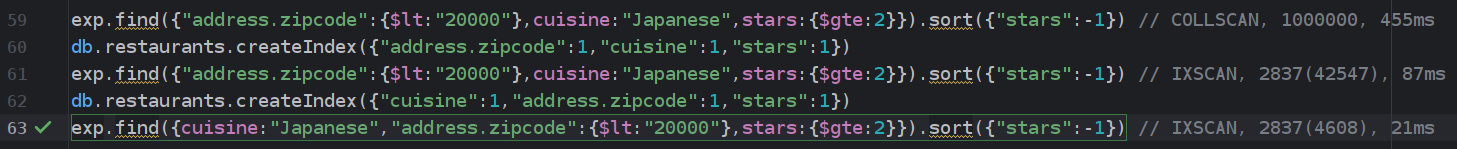 59 exp.find({"address.zipcode":{$lt:"20000"},cuisine:"Japanese",stars:{$gte:2}}).sort({"stars":-1}) // COLLSCAN, 1000000, 455ms
60 db.restaurants.createIndex({"address.zipcode":1,"cuisine":1,"stars":1})
61 exp.find({"address.zipcode":{$lt:"20000"},cuisine:"Japanese",stars:{$gte:2}}).sort({"stars":-1}) // IXSCAN, 2837(42547), 87ms
62 db.restaurants.createIndex({"cuisine":1,"address.zipcode":1,"stars":1})
63 exp.find({cuisine:"Japanese","address.zipcode":{$lt:"20000"},stars:{$gte:2}}).sort({"stars":-1}) // IXSCAN, 2837(4608), 21ms